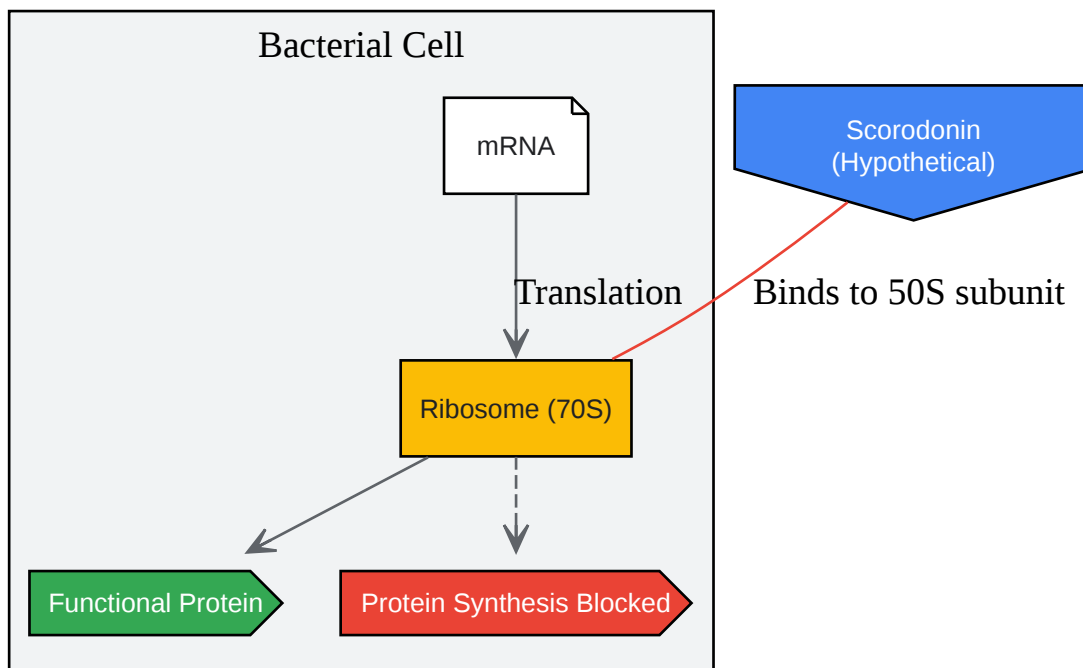 Bacterial Cell
mRNA
Scorodonin
(Hypothetical)
Translation
Binds to 50S subunit
Ribosome (70S)
Functional Protein
Protein Synthesis Blocked